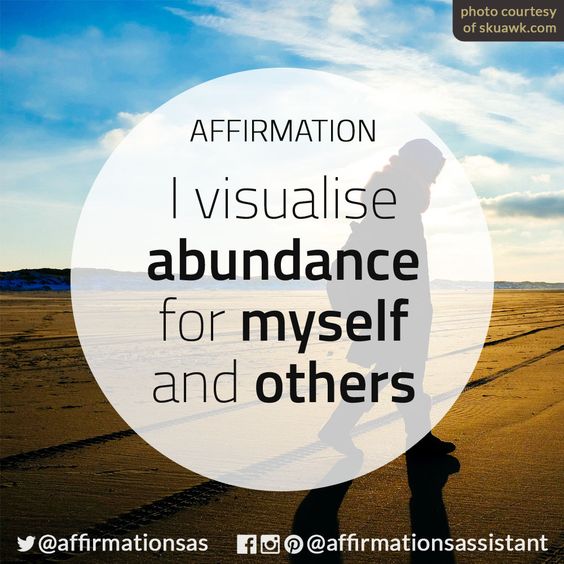 photo courtesy
of skuawk.com
AFFIRMATION
I visualise
abundance
for myself
and others
@affirmationsas @affirmationsassistant